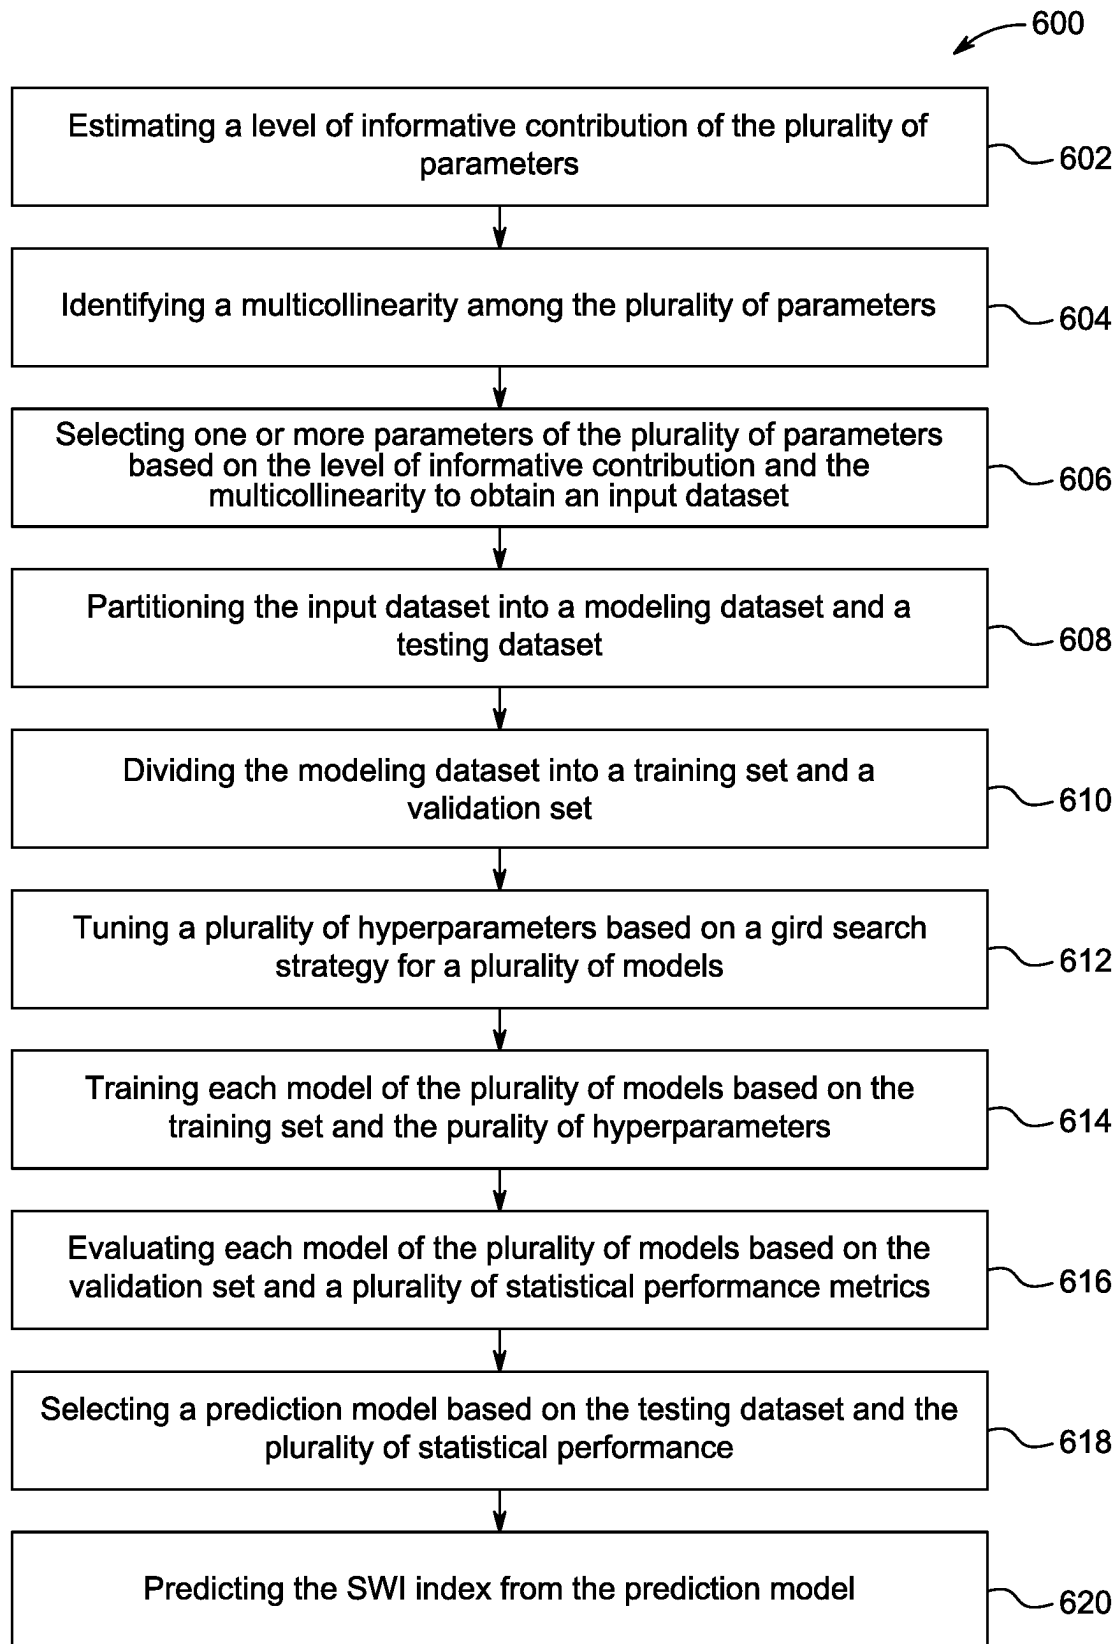 600
Estimating a level of informative contribution of the plurality of
parameters
602
Identifying a multicollinearity among the plurality of parameters
604
Selecting one or more parameters of the plurality of parameters
based on the level of informative contribution and the
multicollinearity to obtain an input dataset
606
Partitioning the input dataset into a modeling dataset and a
testing dataset
608
Dividing the modeling dataset into a training set and a
validation set
610
Tuning a plurality of hyperparameters based on a gird search
strategy for a plurality of models
612
Training each model of the plurality of models based on the
training set and the purality of hyperparameters
614
Evaluating each model of the plurality of models based on the
validation set and a plurality of statistical performance metrics
616
Selecting a prediction model based on the testing dataset and the
plurality of statistical performance
618
Predicting the SWI index from the prediction model
620